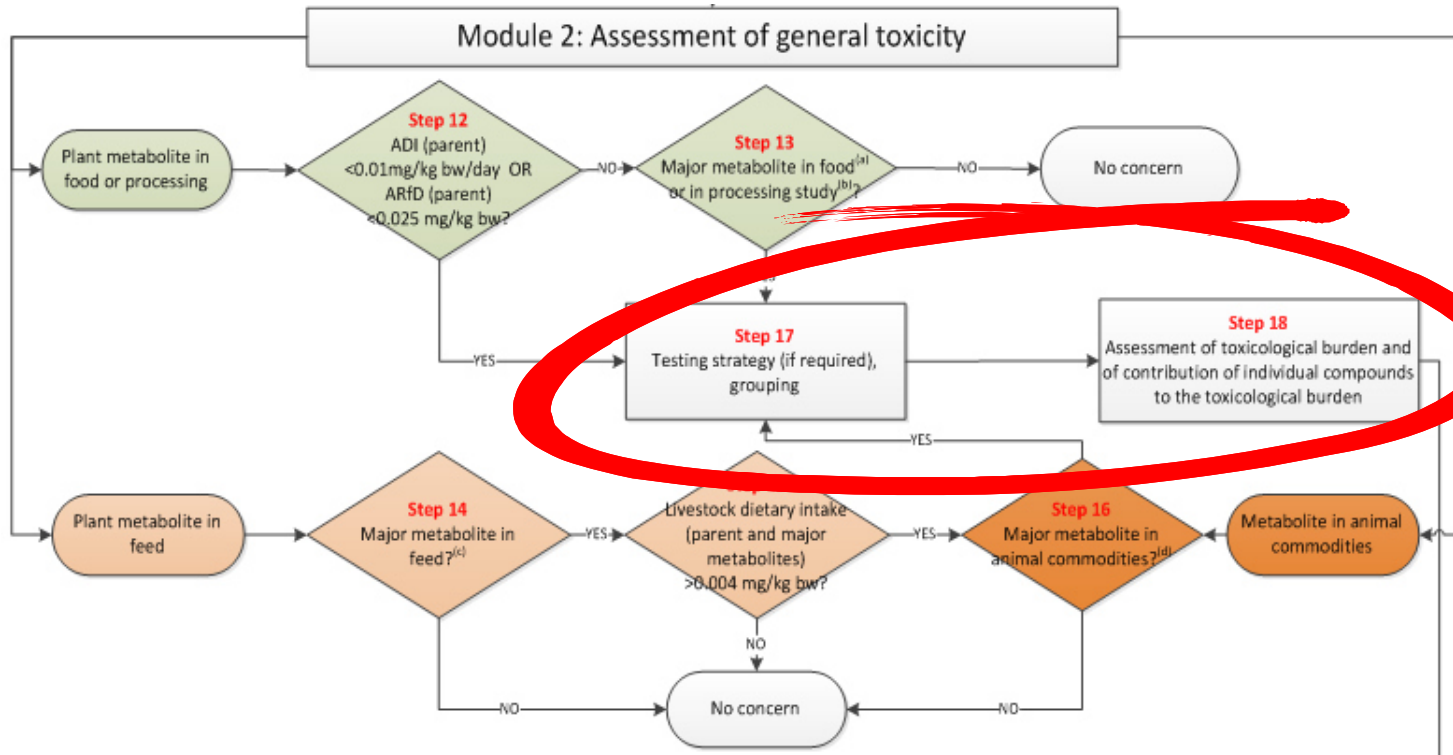 Module 2: Assessment of general toxicity
Plant metabolite in
food or processing
Step 12
ADI (parent)
<0.01mg/kg bw/day OR
ARfD (parent)
<0.025 mg/kg bw?
NO
Step 13
Major metabolite in food(a)
or in processing study(b)?
NO
No concern
YES
Step 17
Testing strategy (if required),
grouping
Step 18
Assessment of toxicological burden and
of contribution of individual compounds
to the toxicological burden
YES
Plant metabolite in
feed
Step 14
Major metabolite in
feed?(c)
YES
Livestock dietary intake
(parent and major
metabolites)
>0.004 mg/kg bw?
YES
Step 16
Major metabolite in
animal commodities?(d)
Metabolite in animal
commodities
NO
NO
No concern
NO